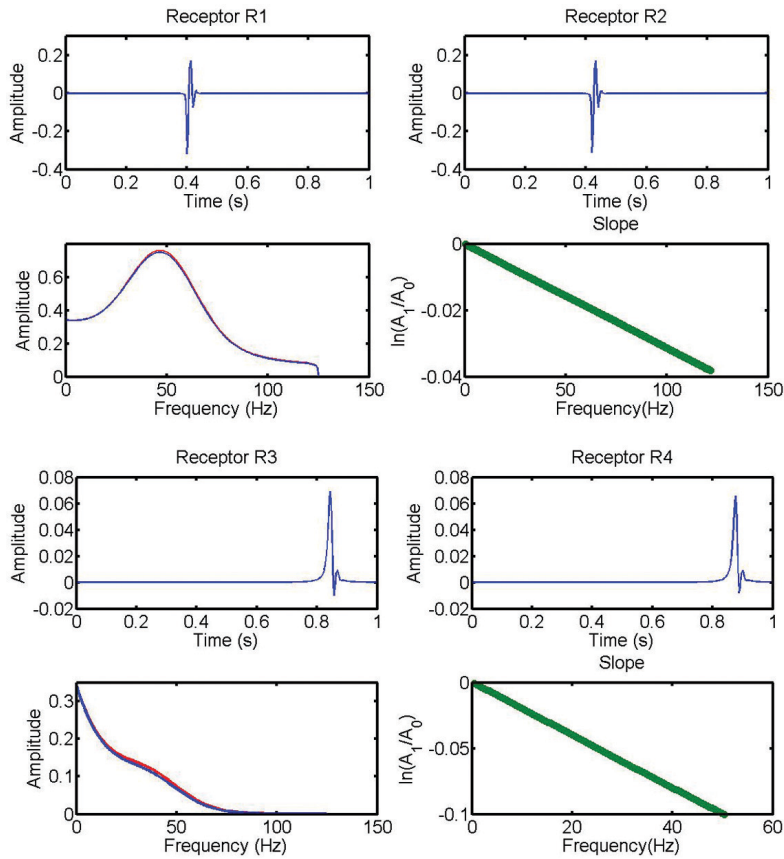 Receptor R1
Receptor R2
Amplitude
0.2
0
-0.2
-0.4
0 0.2 0.4 0.6 0.8 1
Time (s)
Amplitude
0.2
0
-0.2
-0.4
0 0.2 0.4 0.6 0.8 1
Time (s)
Amplitude
0.6
0.4
0.2
0
0 50 100 150
Frequency (Hz)
Slope
ln(A1/A0)
0
-0.02
-0.04
0 50 100 150
Frequency(Hz)
Receptor R3
Receptor R4
Amplitude
0.08
0.06
0.04
0.02
0
-0.02
0 0.2 0.4 0.6 0.8 1
Time (s)
Amplitude
0.08
0.06
0.04
0.02
0
-0.02
0 0.2 0.4 0.6 0.8 1
Time (s)
Amplitude
0.3
0.2
0.1
0
0 50 100 150
Frequency (Hz)
Slope
ln(A1/A0)
0
-0.05
-0.1
0 20 40 60
Frequency(Hz)